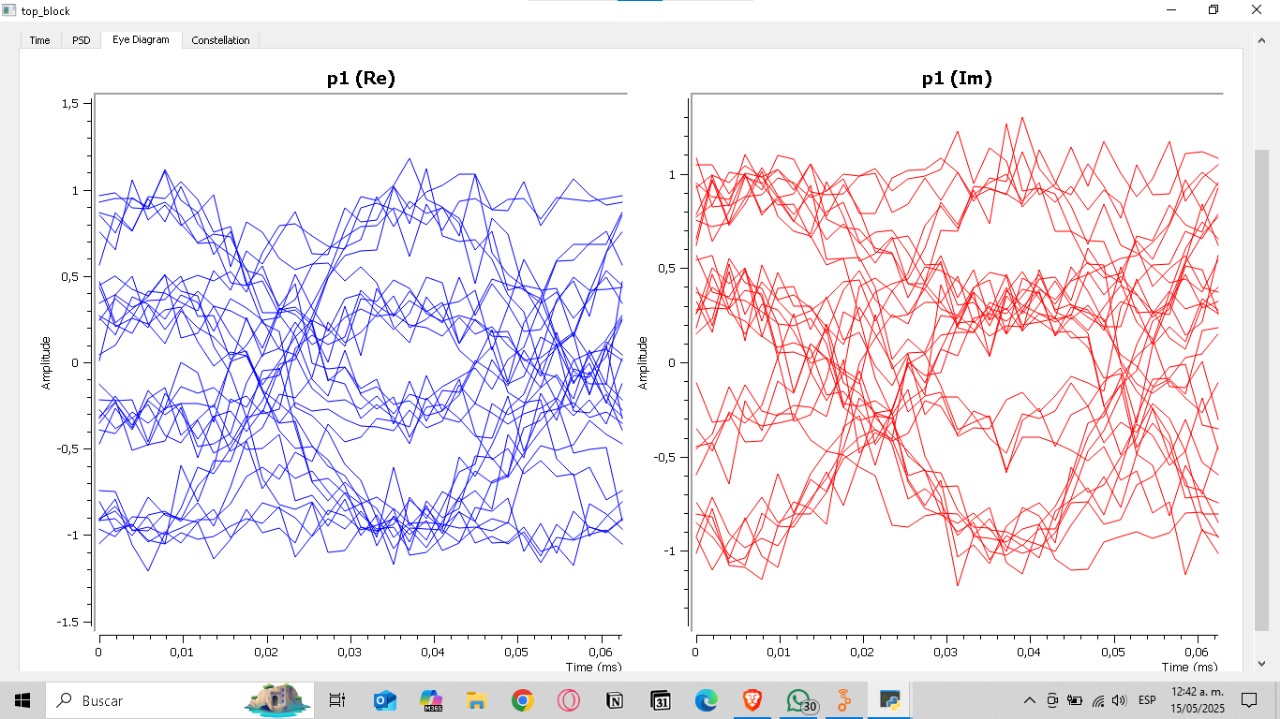 top_block
Time PSD Eye Diagram Constellation
p1 (Re)
1,5
1
0,5
0
-0,5
-1
-1.5
Amplitude
0 0,01 0,02 0,03 0,04 0,05 0,06
Time (ms)
p1 (Im)
1
0,5
0
-0,5
-1
Amplitude
0 0,01 0,02 0,03 0,04 0,05 0,06
Time (ms)
Buscar
M365
N
31
30
ESP
12:42 a. m.
15/05/2025